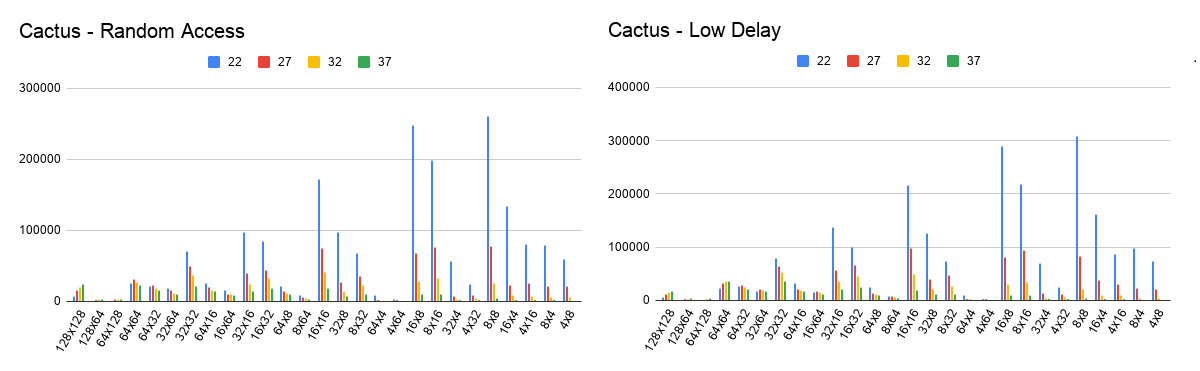 Cactus - Random Access
22 27 32 37
300000
200000
100000
0
128x128 128x64 64x128 64x64 64x32 32x64 32x32 64x16 16x64 32x16 16x32 64x8 8x64 16x16 32x8 8x32 64x4 4x64 16x8 8x16 32x4 4x32 8x8 16x4 4x16 8x4 4x8
Cactus - Low Delay
22 27 32 37
400000
300000
200000
100000
0
128x128 128x64 64x128 64x64 64x32 32x64 32x32 64x16 16x64 32x16 16x32 64x8 8x64 16x16 32x8 8x32 64x4 4x64 16x8 8x16 32x4 4x32 8x8 16x4 4x16 8x4 4x8